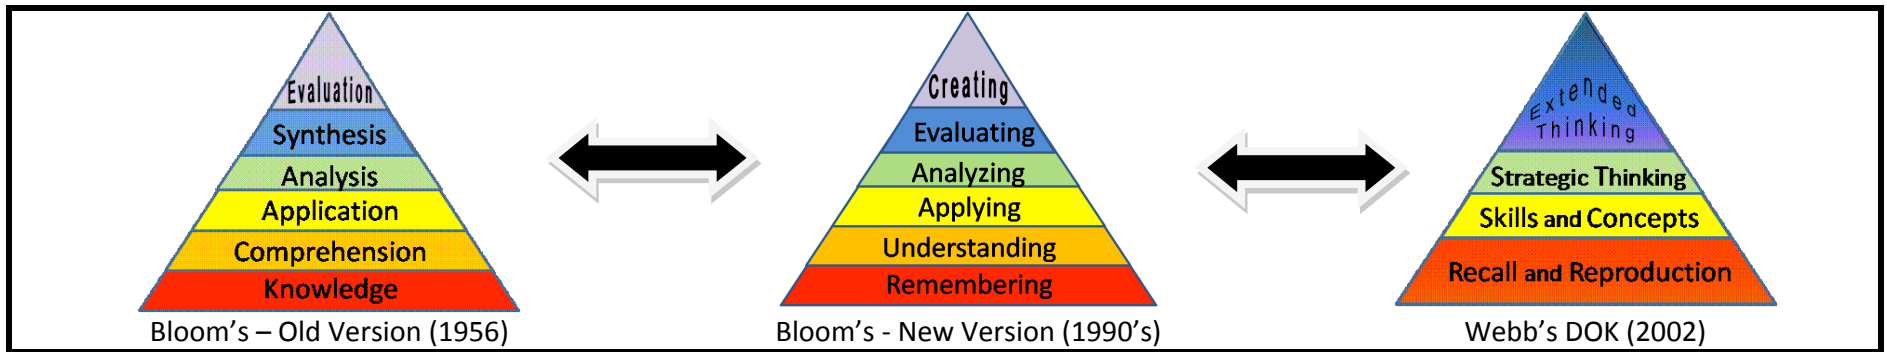 Evaluation
Synthesis
Analysis
Application
Comprehension
Knowledge
Bloom's – Old Version (1956)
Creating
Evaluating
Analyzing
Applying
Understanding
Remembering
Bloom's - New Version (1990's)
Extended
Thinking
Strategic Thinking
Skills and Concepts
Recall and Reproduction
Webb's DOK (2002)